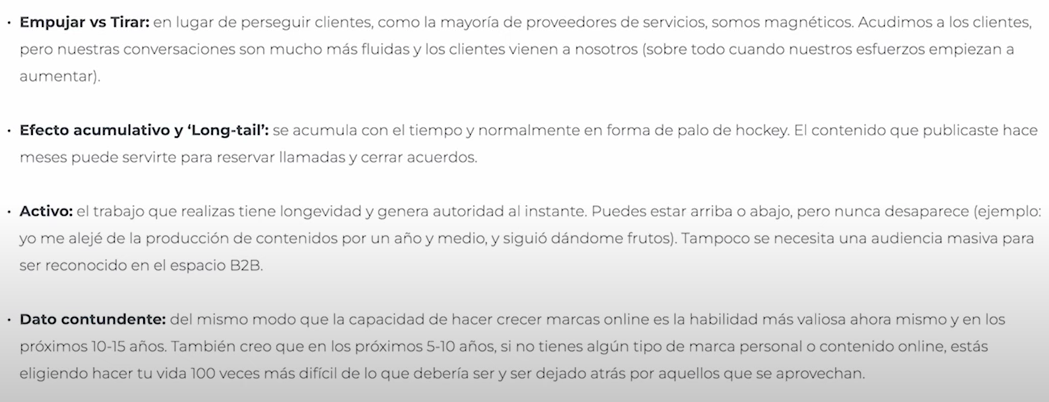 • Empujar vs Tirar: en lugar de perseguir clientes, como la mayoría de proveedores de servicios, somos magnéticos. Acudimos a los clientes,
pero nuestras conversaciones son mucho más fluidas y los clientes vienen a nosotros (sobre todo cuando nuestros esfuerzos empiezan a
aumentar).
• Efecto acumulativo y ‘Long-tail’: se acumula con el tiempo y normalmente en forma de palo de hockey. El contenido que publicaste hace
meses puede servirte para reservar llamadas y cerrar acuerdos.
• Activo: el trabajo que realizas tiene longevidad y genera autoridad al instante. Puedes estar arriba o abajo, pero nunca desaparece (ejemplo:
yo me alejé de la producción de contenidos por un año y medio, y siguió dándome frutos). Tampoco se necesita una audiencia masiva para
ser reconocido en el espacio B2B.
• Dato contundente: del mismo modo que la capacidad de hacer crecer marcas online es la habilidad más valiosa ahora mismo y en los
próximos 10-15 años. También creo que en los próximos 5-10 años, si no tienes algún tipo de marca personal o contenido online, estás
eligiendo hacer tu vida 100 veces más difícil de lo que debería ser y ser dejado atrás por aquellos que se aprovechan.